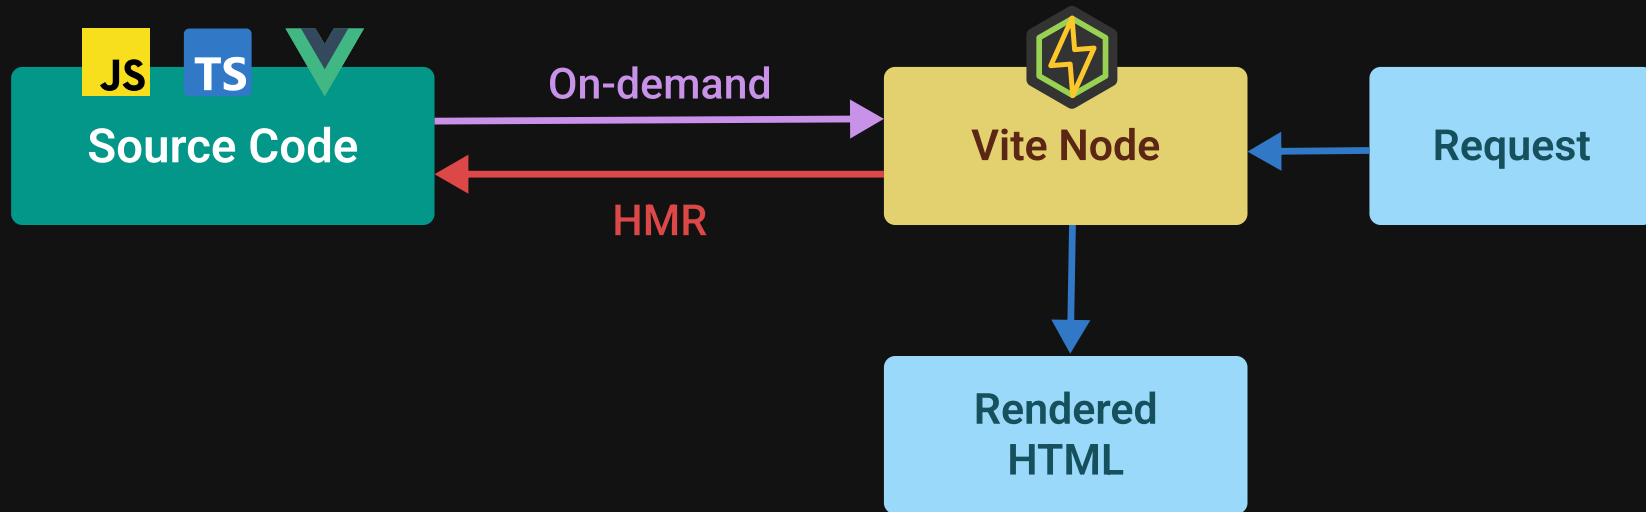 JS
TS
Source Code
On-demand
HMR
Vite Node
Request
Rendered
HTML